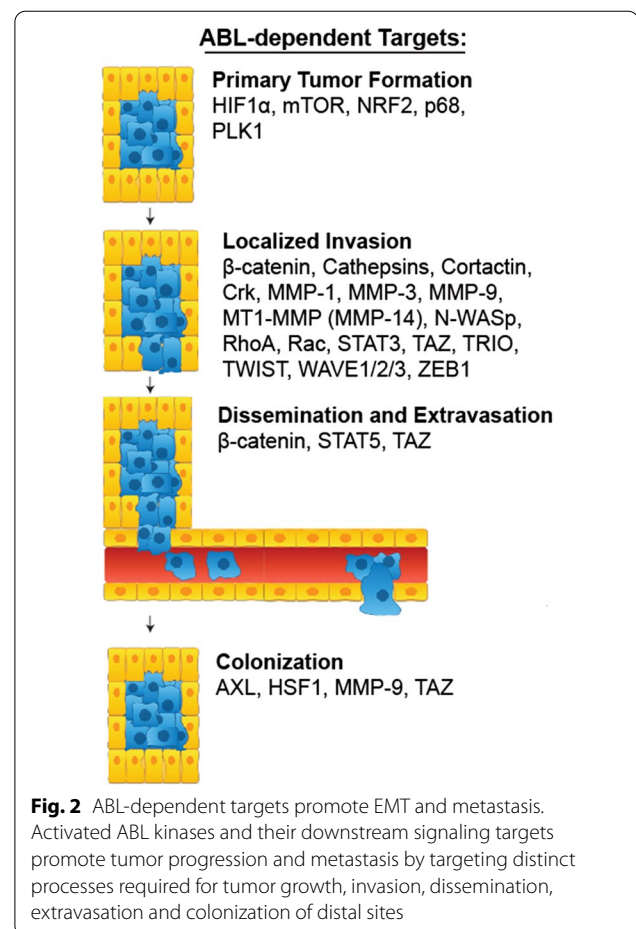 ABL-dependent Targets:
Primary Tumor Formation
HIF1α, mTOR, NRF2, p68,
PLK1
Localized Invasion
β-catenin, Cathepsins, Cortactin,
Crk, MMP-1, MMP-3, MMP-9,
MT1-MMP (MMP-14), N-WASp,
RhoA, Rac, STAT3, TAZ, TRIO,
TWIST, WAVE1/2/3, ZEB1
Dissemination and Extravasation
β-catenin, STAT5, TAZ
Colonization
AXL, HSF1, MMP-9, TAZ
Fig. 2 ABL-dependent targets promote EMT and metastasis.
Activated ABL kinases and their downstream signaling targets
promote tumor progression and metastasis by targeting distinct
processes required for tumor growth, invasion, dissemination,
extravasation and colonization of distal sites